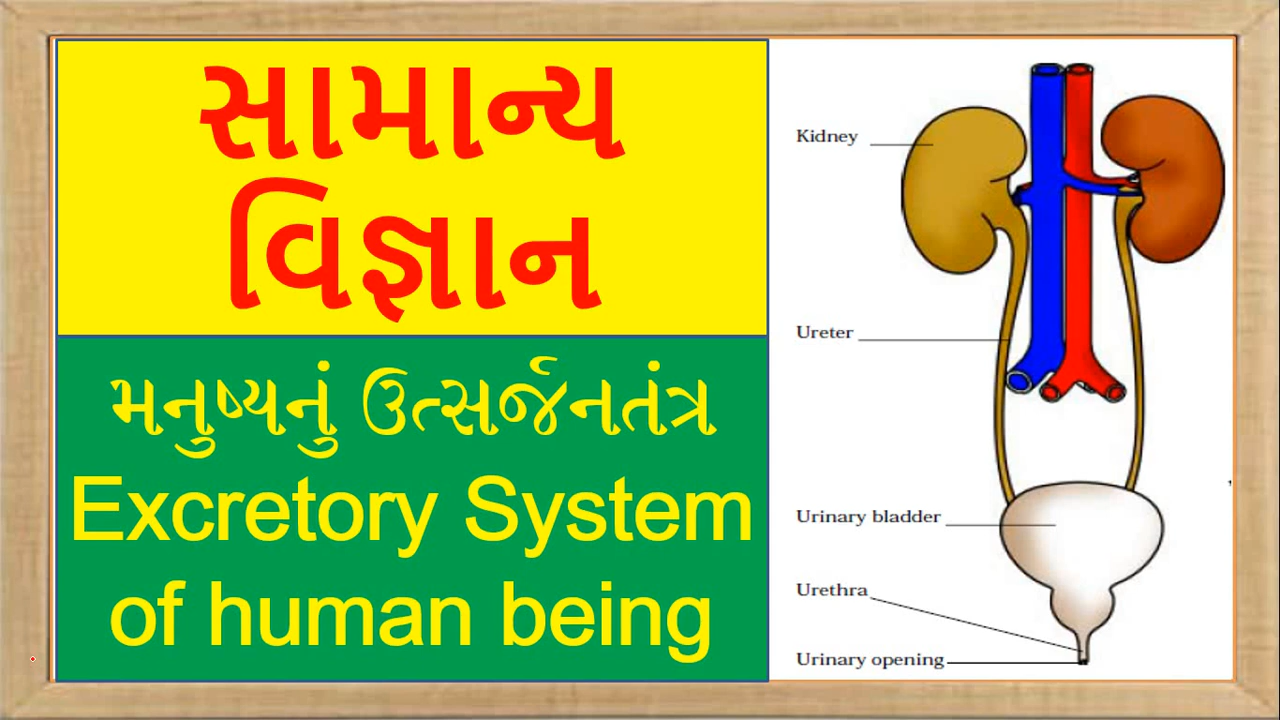 સામાન્ય
વિજ્ઞાન
મનુષ્યનું ઉત્સર્જનતંત્ર
Excretory System
of human being
Kidney
Ureter
Urinary bladder
Urethra
Urinary opening